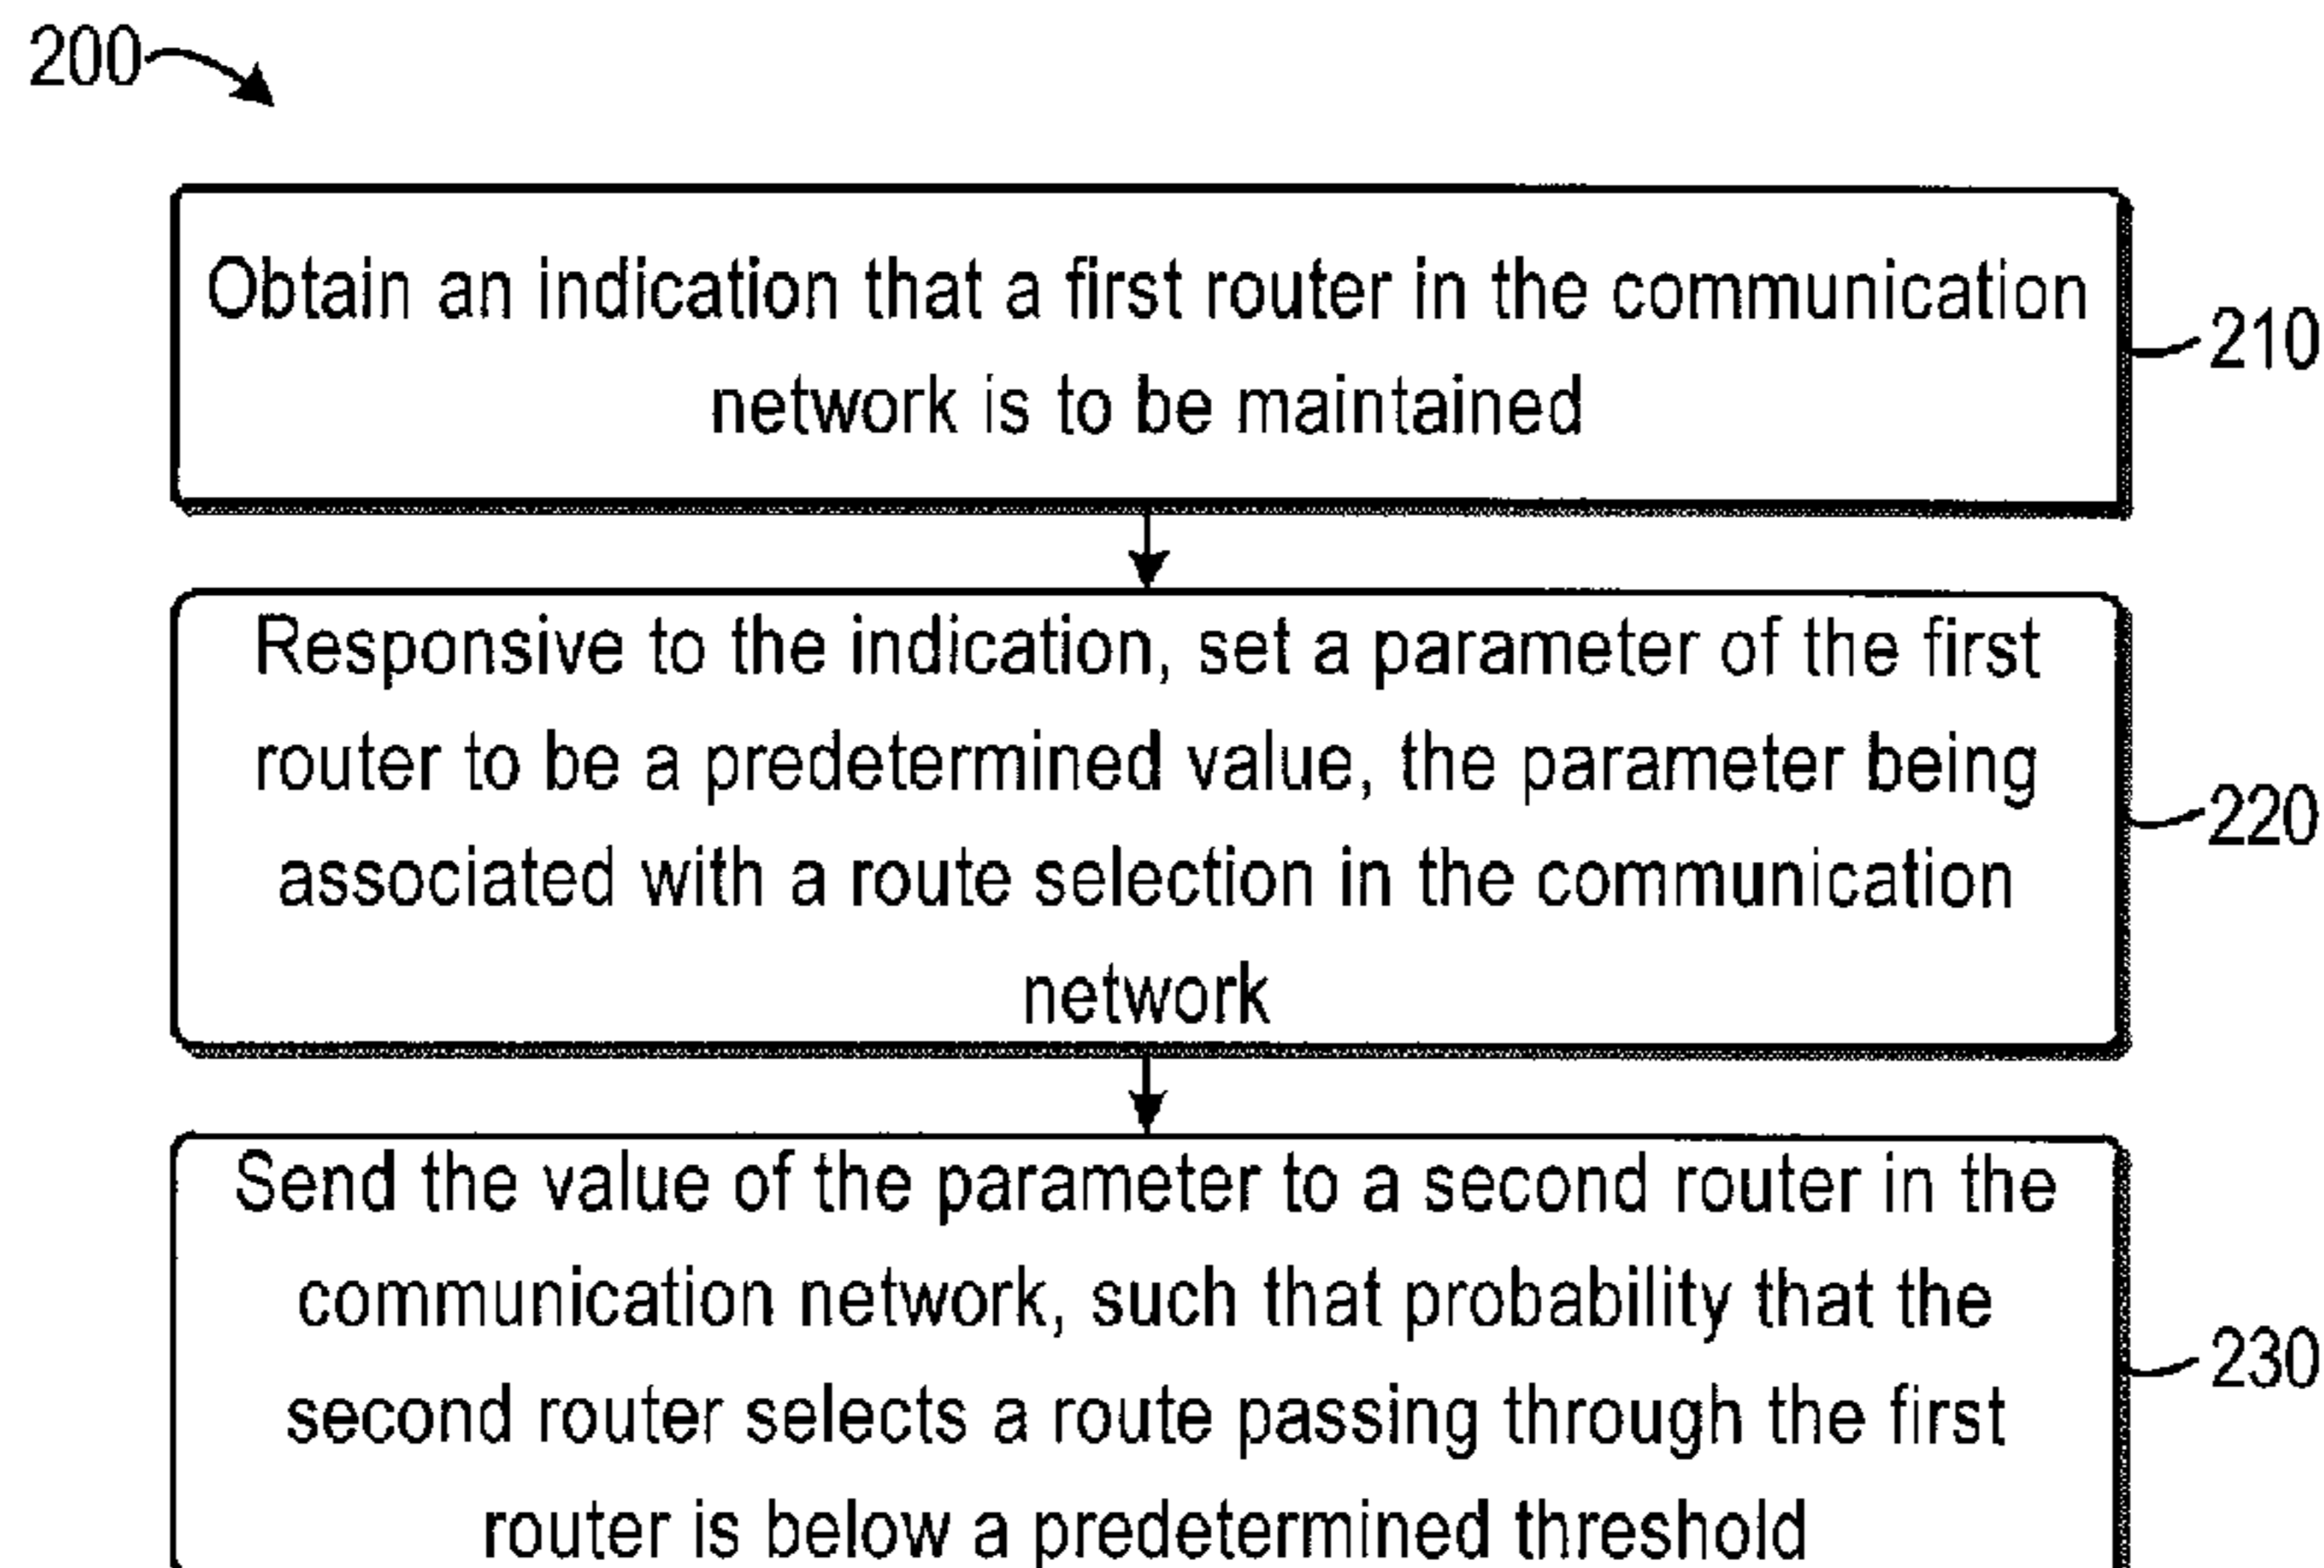 200
Obtain an indication that a first router in the communication
network is to be maintained
210
Responsive to the indication, set a parameter of the first
router to be a predetermined value, the parameter being
associated with a route selection in the communication
network
220
Send the value of the parameter to a second router in the
communication network, such that probability that the
second router selects a route passing through the first
router is below a predetermined threshold
230